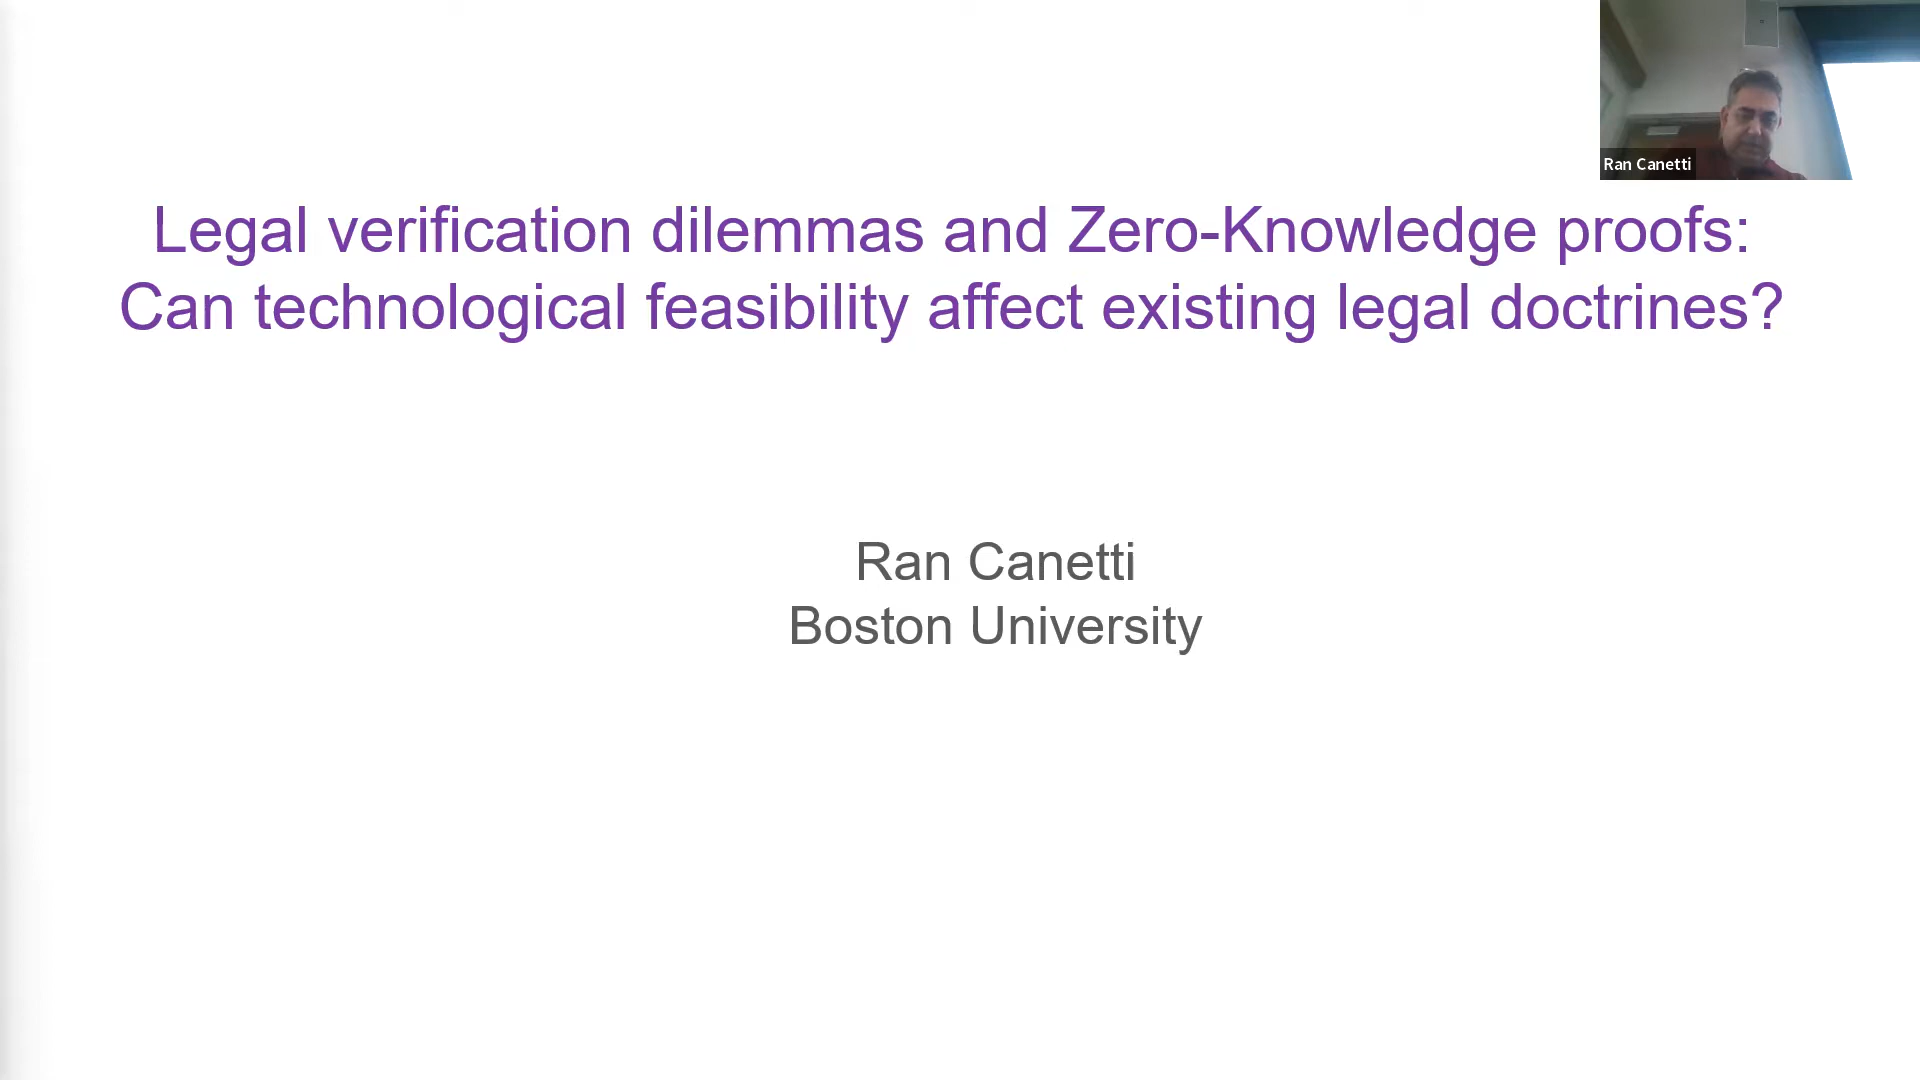 Ran Canetti
Legal verification dilemmas and Zero-Knowledge proofs:
Can technological feasibility affect existing legal doctrines?
Ran Canetti
Boston University